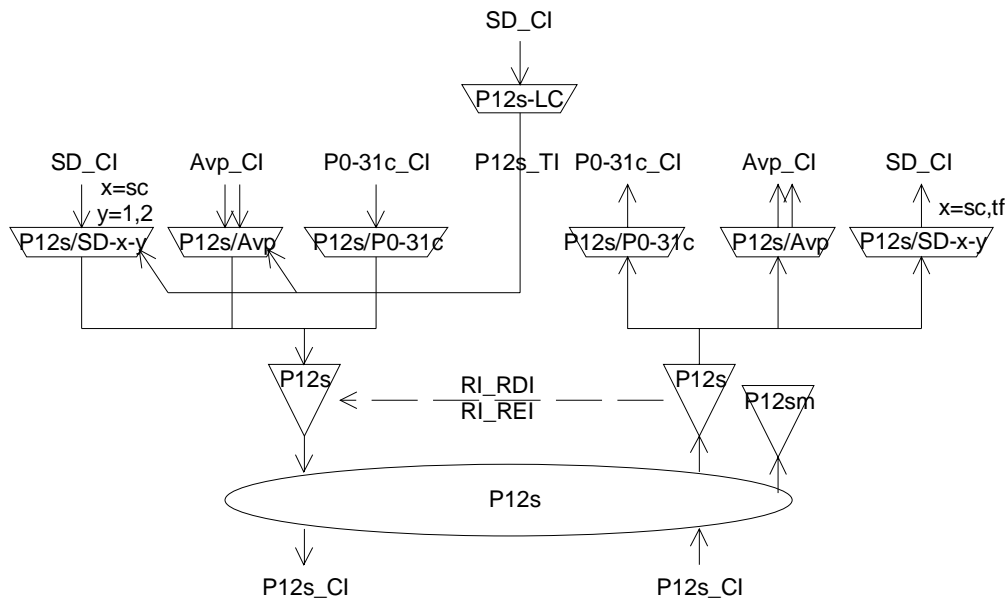 SD_CI
P12s-LC
SD_CI
Avp_CI
P0-31c_CI
P12s_TI
P0-31c_CI
Avp_CI
SD_CI
x=sc
y=1,2
x=sc,tf
P12s/SD-x-y
P12s/Avp
P12s/P0-31c
P12s/P0-31c
P12s/Avp
P12s/SD-x-y
P12s
RI_RDI
RI_REI
P12s
P12sm
P12s
P12s_CI
P12s_CI